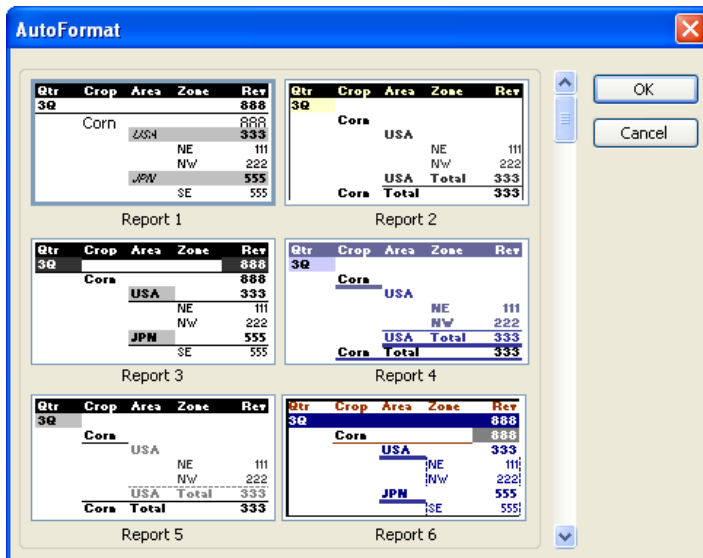 AutoFormat
OK
Cancel
Qtr Crop Area Zone Rev
3Q 888
Corn 888
USA 333
NE 111
NW 222
JPN 555
SE 555
Report 1
Qtr Crop Area Zone Rev
3Q
Corn
USA
NE 111
NW 222
USA Total 333
Corn Total 333
Report 2
Qtr Crop Area Zone Rev
3Q 888
Corn 888
USA 333
NE 111
NW 222
JPN 555
SE 555
Report 3
Qtr Crop Area Zone Rev
3Q
Corn
USA
NE 111
NW 222
USA Total 333
Corn Total 333
Report 4
Qtr Crop Area Zone Rev
3Q
Corn
USA
NE 111
NW 222
USA Total 333
Corn Total 333
Report 5
Qtr Crop Area Zone Rev
3Q 888
Corn 888
USA 333
NE 111
NW 222
JPN 555
SE 555
Report 6